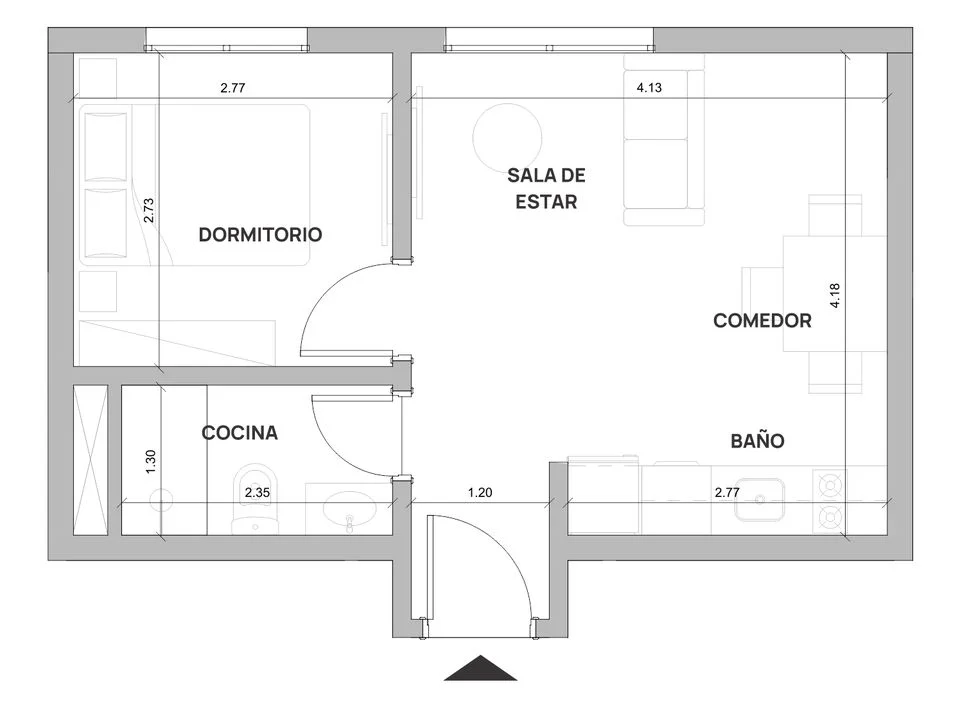 2.77
4.13
SALA DE
ESTAR
2.73
DORMITORIO
4.18
COMEDOR
COCINA
BAÑO
1.30
2.35
1.20
2.77